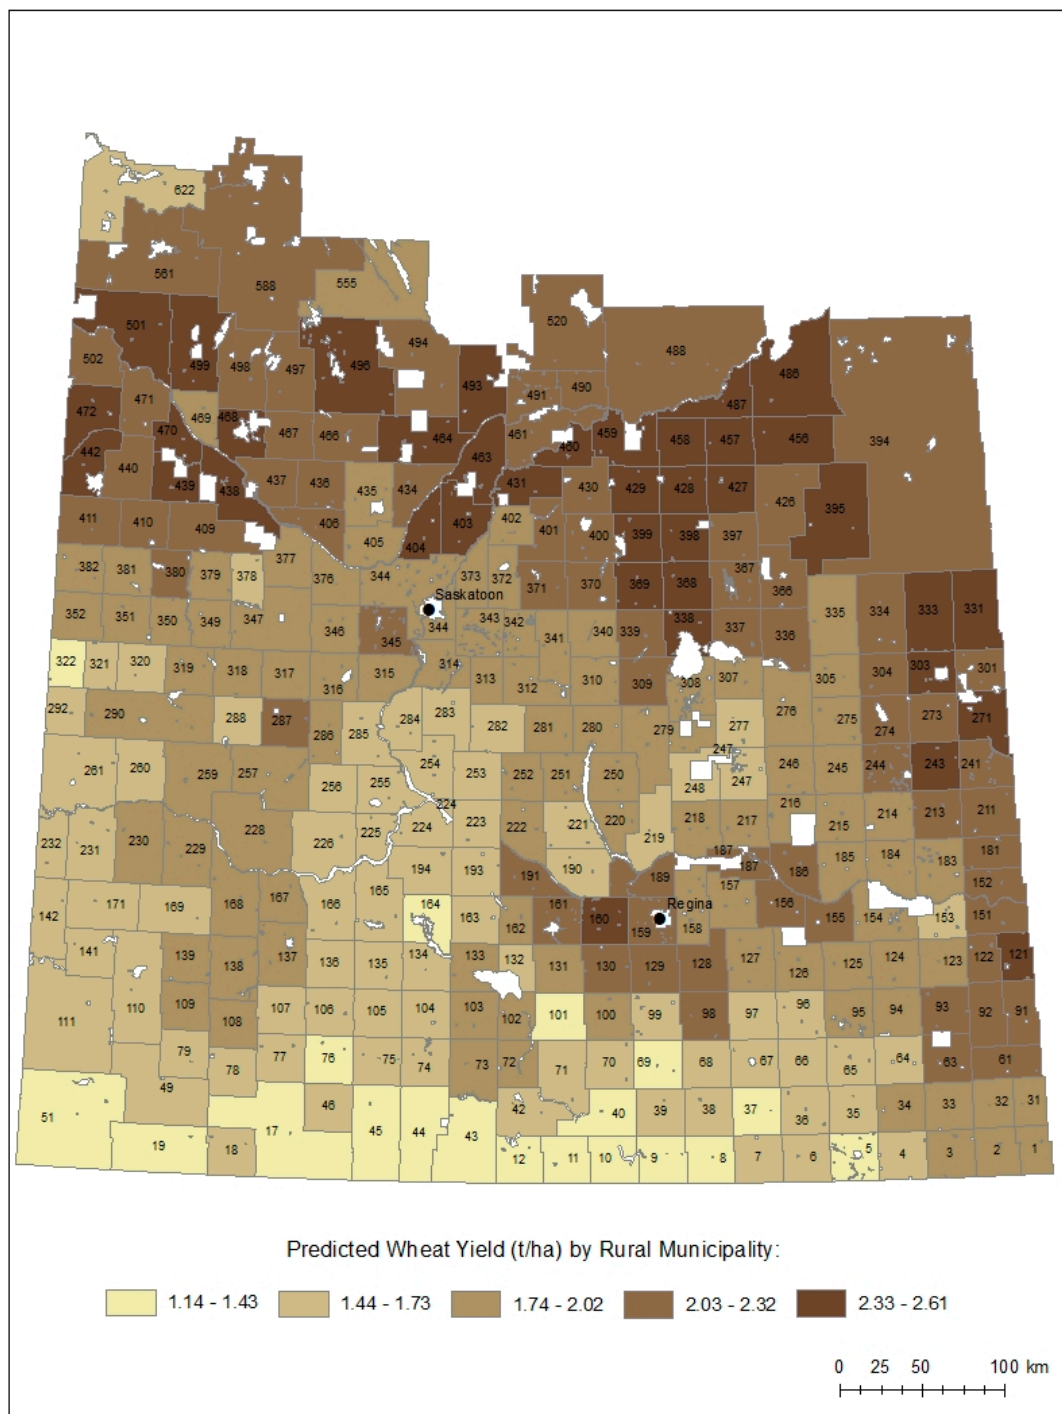 622
561 588 555
501 520
502 499 498 497 496 494 488 486
472 471 469 468 493 491 490 487
470 467 466 464 461 460 459 458 457 456 394
442 440 439 438 437 436 435 434 463 431 430 429 428 427 426 395
411 410 409 406 405 404 403 402 401 400 399 398 397
382 381 380 379 378 377 376 344 373 372 371 370 369 368 367 366
Saskatoon
352 351 350 349 347 346 345 344 343 342 341 340 339 338 337 336 335 334 333 331
322 321 320 319 318 317 316 315 314 313 312 310 309 308 307 305 304 303 301
292 290 288 287 286 285 284 283 282 281 280 279 277 276 275 274 273 271
261 260 259 257 256 255 254 253 252 251 250 248 247 247 246 245 244 243 241
232 231 230 229 228 226 225 224 224 223 222 221 220 219 218 217 216 215 214 213 211
194 193 191 190 189 187 187 186 185 184 183 181
142 171 169 168 167 166 165 164 163 162 161 160 159 Regina 158 157 156 155 154 153 152 151
141 139 138 137 136 135 134 133 132 131 130 129 128 127 126 125 124 123 122 121
111 110 109 108 107 106 105 104 103 102 101 100 99 98 97 96 95 94 93 92 91
79 78 77 76 75 74 73 72 71 70 69 68 67 66 65 64 63 61
51 49 46 45 44 43 42 40 39 38 37 36 35 34 33 32 31
19 18 17 12 11 10 9 8 7 6 5 4 3 2 1
Predicted Wheat Yield (t/ha) by Rural Municipality:
1.14 - 1.43 1.44 - 1.73 1.74 - 2.02 2.03 - 2.32 2.33 - 2.61
0 25 50 100 km